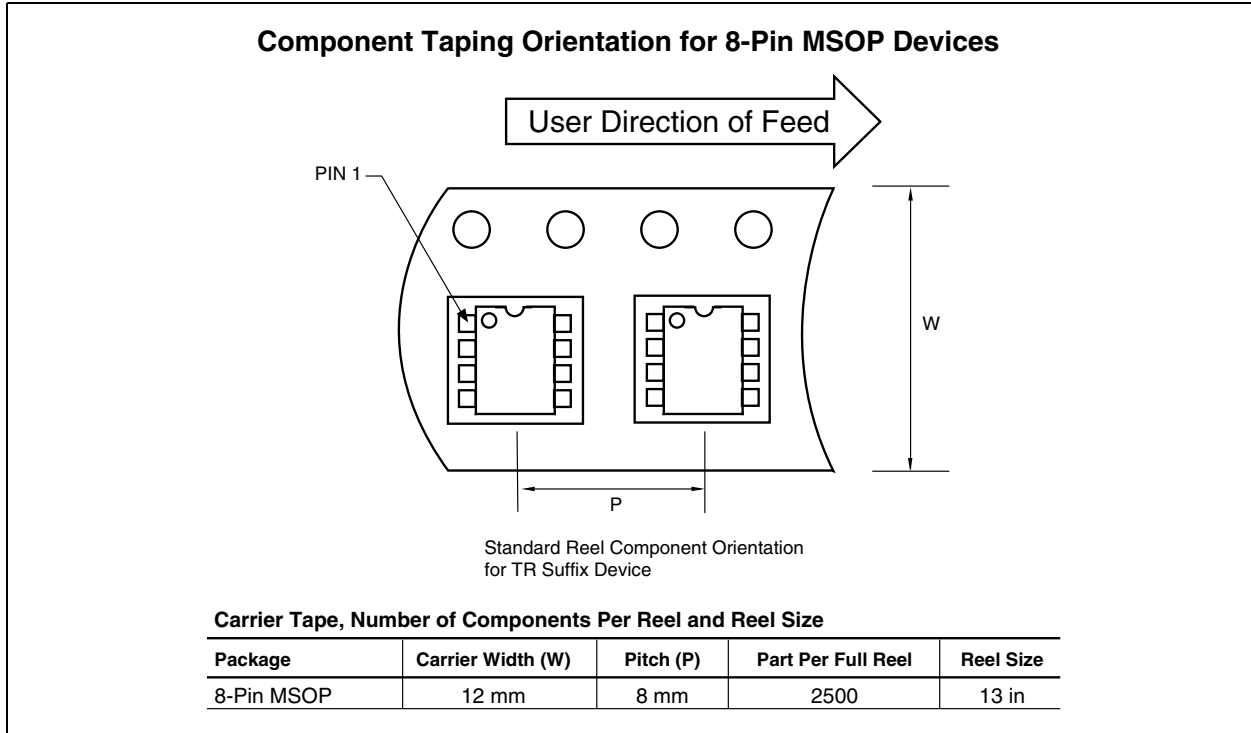 Component Taping Orientation for 8-Pin MSOP Devices
User Direction of Feed
PIN 1
W
P
Standard Reel Component Orientation
for TR Suffix Device
Carrier Tape, Number of Components Per Reel and Reel Size
Package Carrier Width (W) Pitch (P) Part Per Full Reel Reel Size
8-Pin MSOP 12 mm 8 mm 2500 13 in